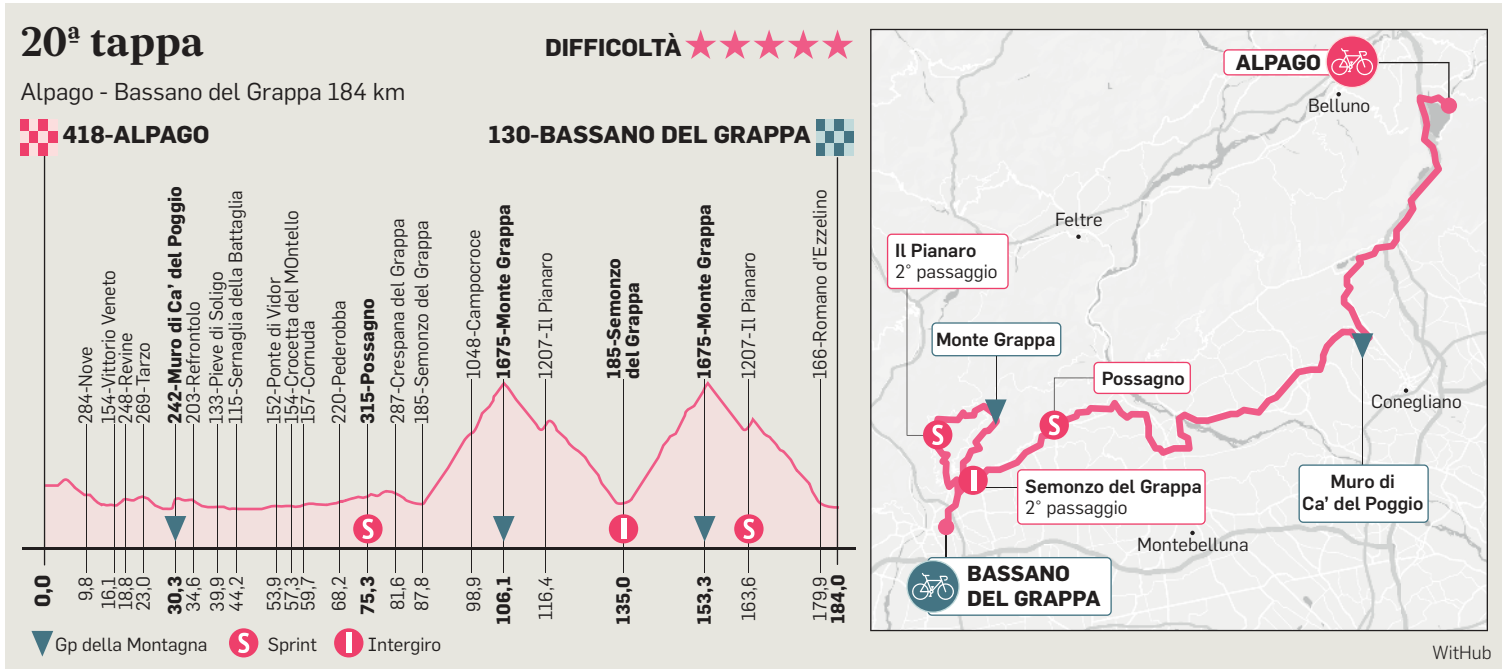 20ª tappa
DIFFICOLTÀ
Alpago - Bassano del Grappa 184 km
418-ALPAGO
130-BASSANO DEL GRAPPA
284-Nove
154-Vittorio Veneto
248-Revine
269-Tarzo
242-Muro di Ca' del Poggio
203-Refrontolo
133-Pieve di Soligo
115-Sernaglia della Battaglia
152-Ponte di Vidor
154-Crocetta del MOntello
157-Cornuda
220-Pederobba
315-Possagno
287-Crespana del Grappa
185-Semonzo del Grappa
1048-Campocroce
1675-Monte Grappa
1207-Il Pianaro
185-Semonzo
del Grappa
1675-Monte Grappa
1207-Il Pianaro
166-Romano d'Ezzelino
S
I
S
0,0
9,8
16,1
18,8
23,0
30,3
34,6
39,9
44,2
53,9
57,3
59,7
68,2
75,3
81,6
87,8
98,9
106,1
116,4
135,0
153,3
163,6
179,9
184,0
Gp della Montagna
S Sprint
I Intergiro
ALPAGO
Belluno
Feltre
Il Pianaro
2° passaggio
Monte Grappa
Possagno
Conegliano
S
S
I
Semonzo del Grappa
2° passaggio
Muro di
Ca' del Poggio
Montebelluna
BASSANO
DEL GRAPPA
WitHub